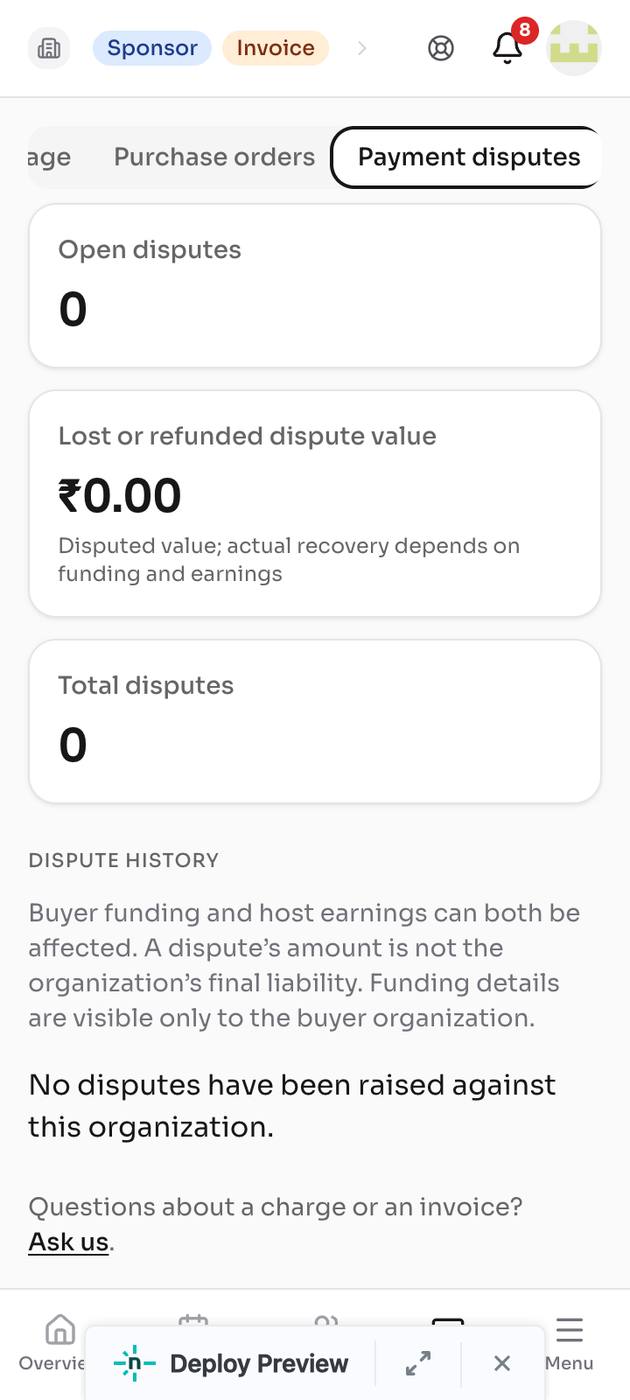 Sponsor Invoice 8
age Purchase orders Payment disputes
Open disputes
0
Lost or refunded dispute value
₹0.00
Disputed value; actual recovery depends on
funding and earnings
Total disputes
0
DISPUTE HISTORY
Buyer funding and host earnings can both be
affected. A dispute’s amount is not the
organization’s final liability. Funding details
are visible only to the buyer organization.
No disputes have been raised against
this organization.
Questions about a charge or an invoice?
Ask us.
Overvie Menu
n Deploy Preview